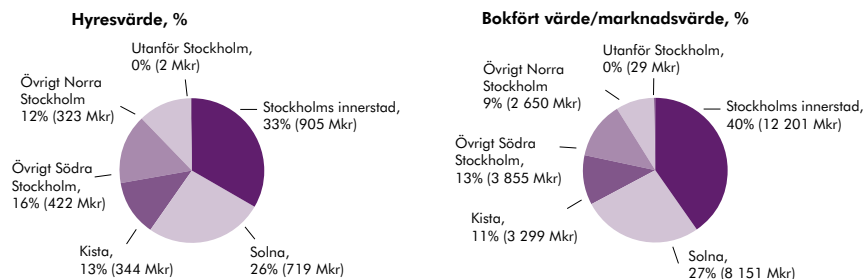 Hyresvärde, %
Utanför Stockholm,
0% (2 Mkr)
Övrigt Norra
Stockholm
12% (323 Mkr)
Stockholms innerstad,
33% (905 Mkr)
Övrigt Södra
Stockholm,
16% (422 Mkr)
Kista,
13% (344 Mkr)
Solna,
26% (719 Mkr)
Bokfört värde/marknadsvärde, %
Utanför Stockholm,
0% (29 Mkr)
Övrigt Norra
Stockholm
9% (2 650 Mkr)
Stockholms innerstad,
40% (12 201 Mkr)
Övrigt Södra
Stockholm,
13% (3 855 Mkr)
Kista,
11% (3 299 Mkr)
Solna,
27% (8 151 Mkr)